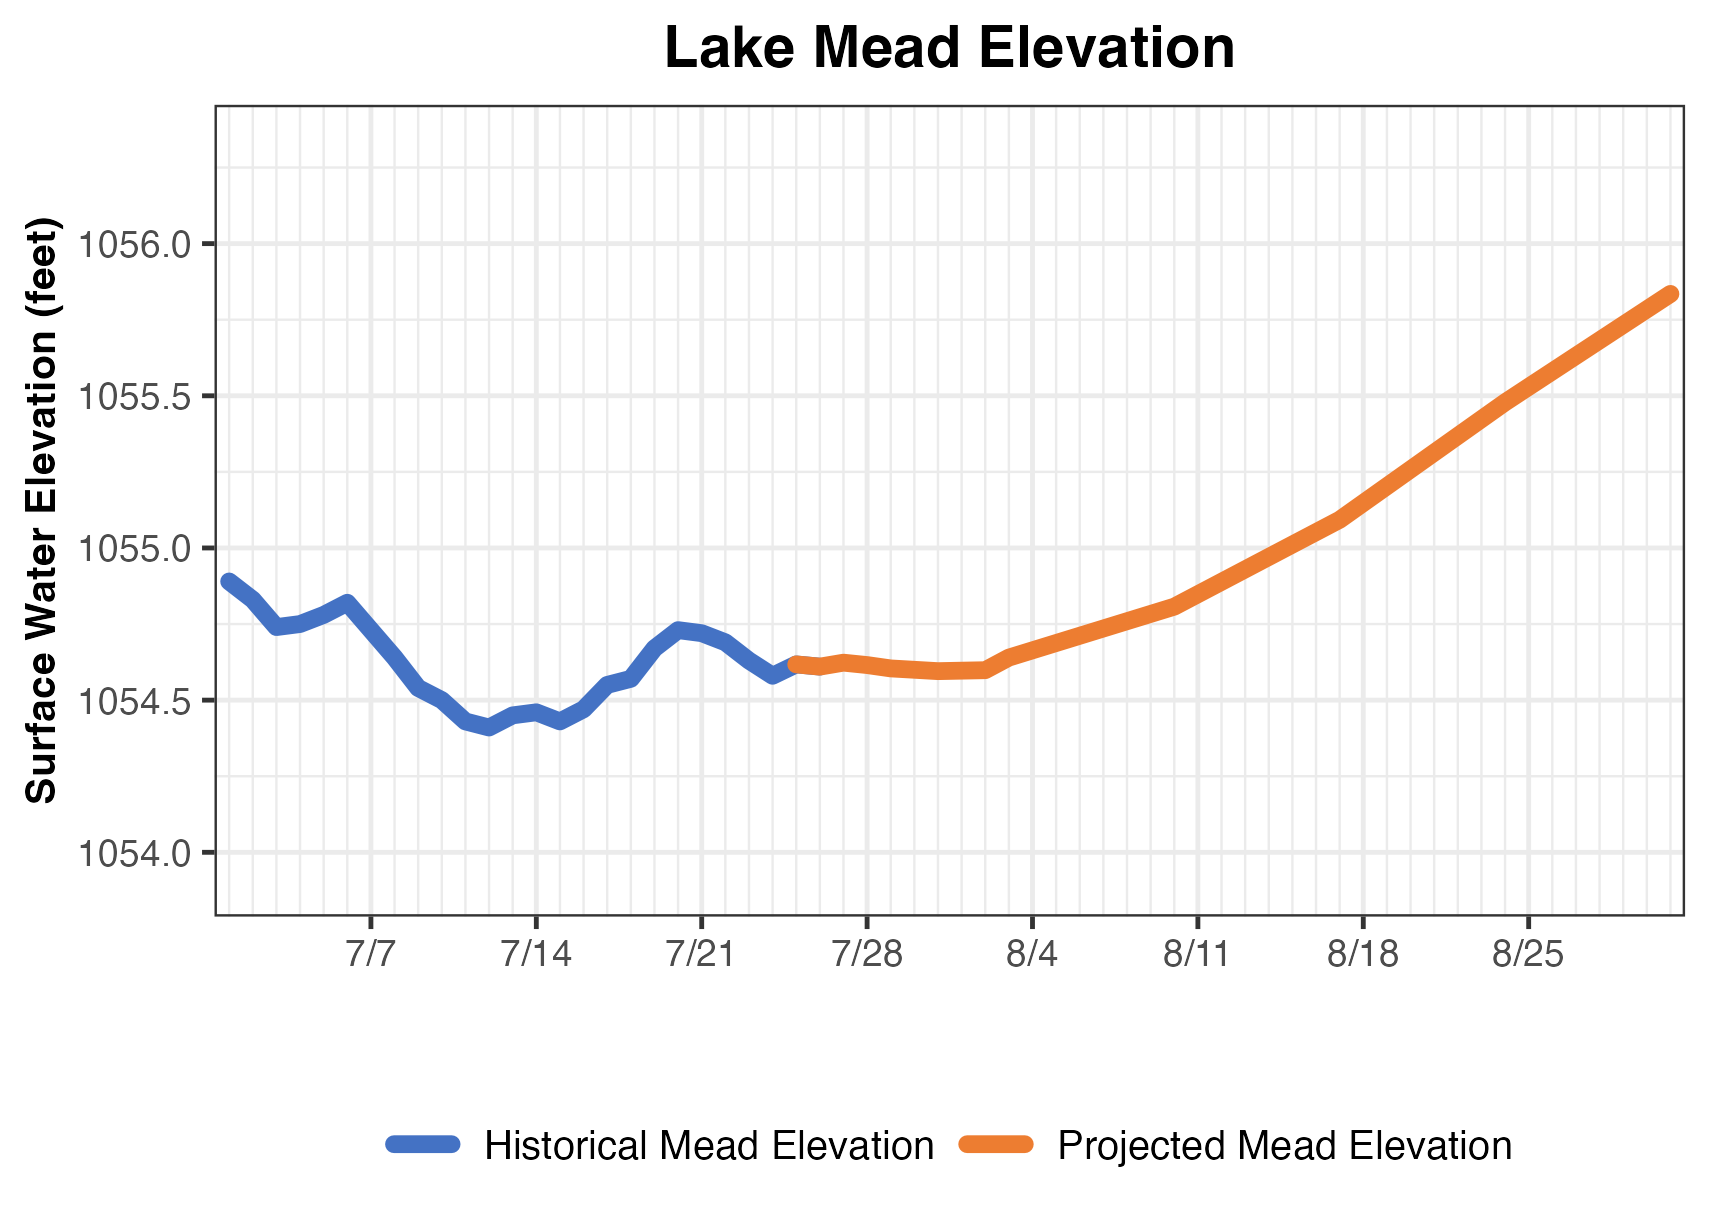 Lake Mead Elevation
Surface Water Elevation (feet)
1056.0
1055.5
1055.0
1054.5
1054.0
7/7 7/14 7/21 7/28 8/4 8/11 8/18 8/25
Historical Mead Elevation Projected Mead Elevation